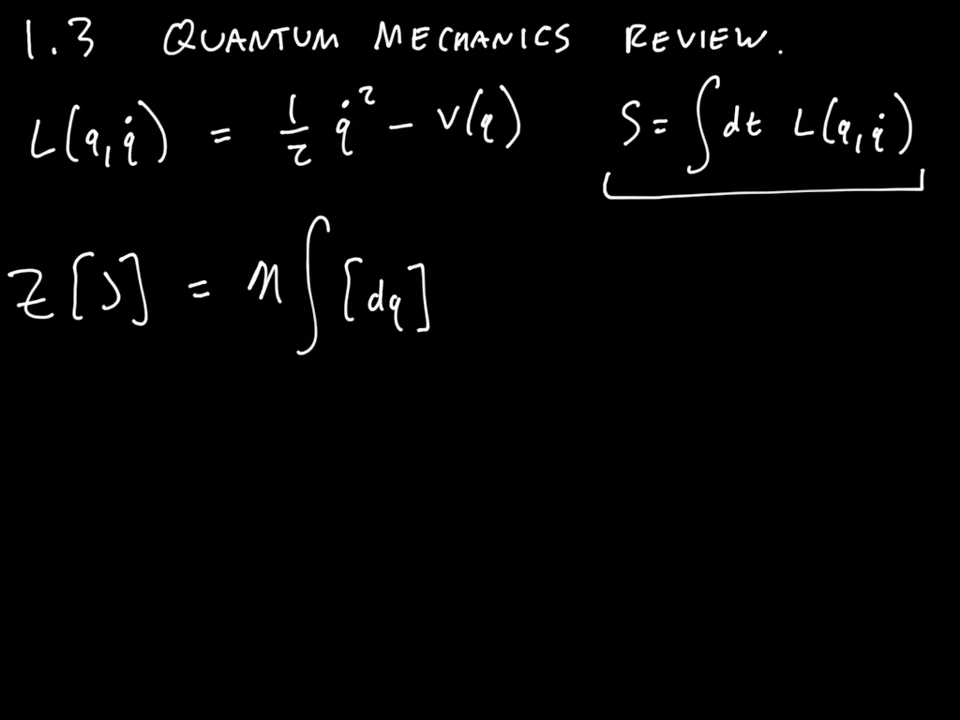 1.3 QUANTUM MECHANICS REVIEW.
L(q, q̇) = 1/2 q̇² - V(q) S = ∫ dt L(q, q̇)
Z[J] = N ∫ [dq]